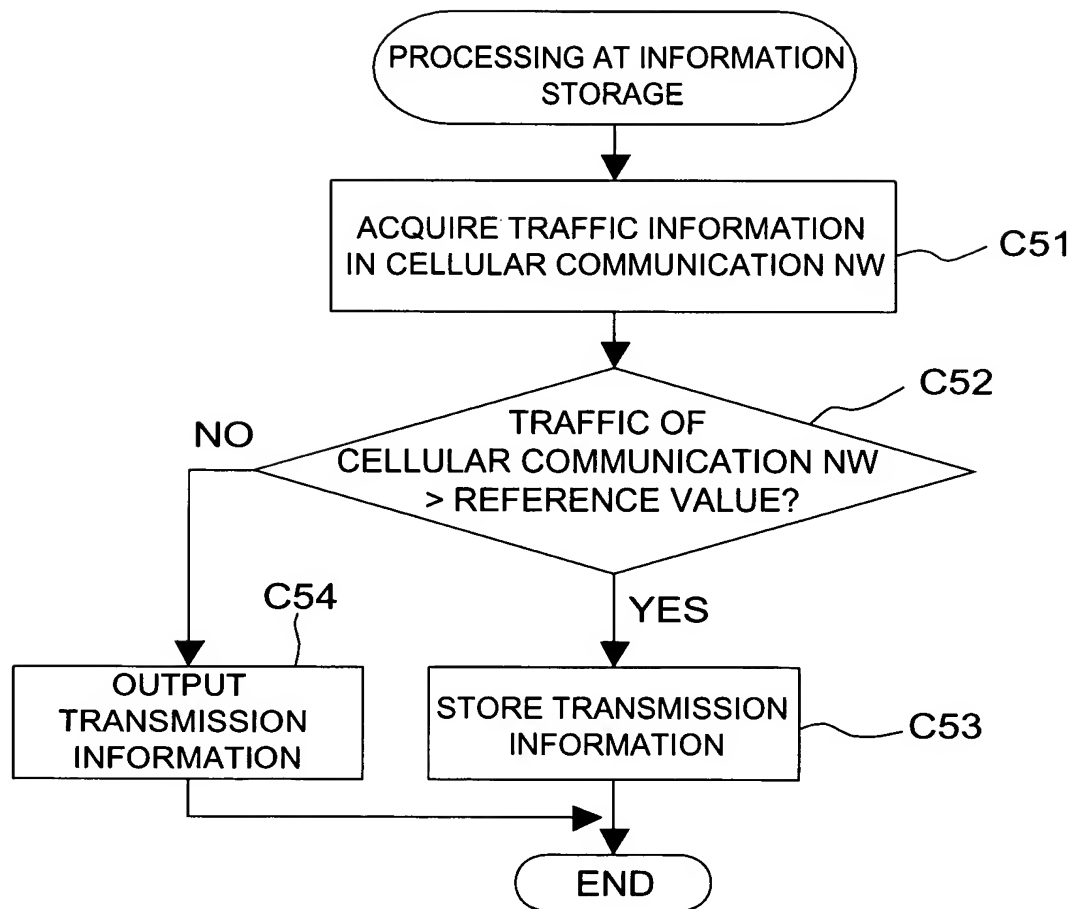 PROCESSING AT INFORMATION
STORAGE
ACQUIRE TRAFFIC INFORMATION
IN CELLULAR COMMUNICATION NW
C51
C52
TRAFFIC OF
CELLULAR COMMUNICATION NW
> REFERENCE VALUE?
NO
YES
C54
OUTPUT
TRANSMISSION
INFORMATION
STORE TRANSMISSION
INFORMATION
C53
END